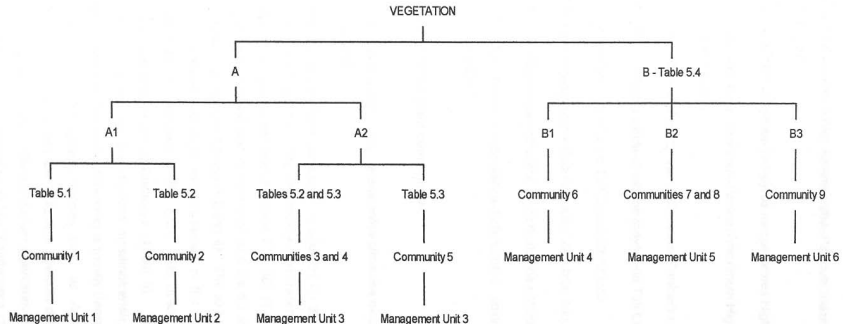 VEGETATION
A
B - Table 5.4
A1
A2
B1
B2
B3
Table 5.1
Table 5.2
Tables 5.2 and 5.3
Table 5.3
Community 6
Communities 7 and 8
Community 9
Community 1
Community 2
Communities 3 and 4
Community 5
Management Unit 4
Management Unit 5
Management Unit 6
Management Unit 1
Management Unit 2
Management Unit 3
Management Unit 3